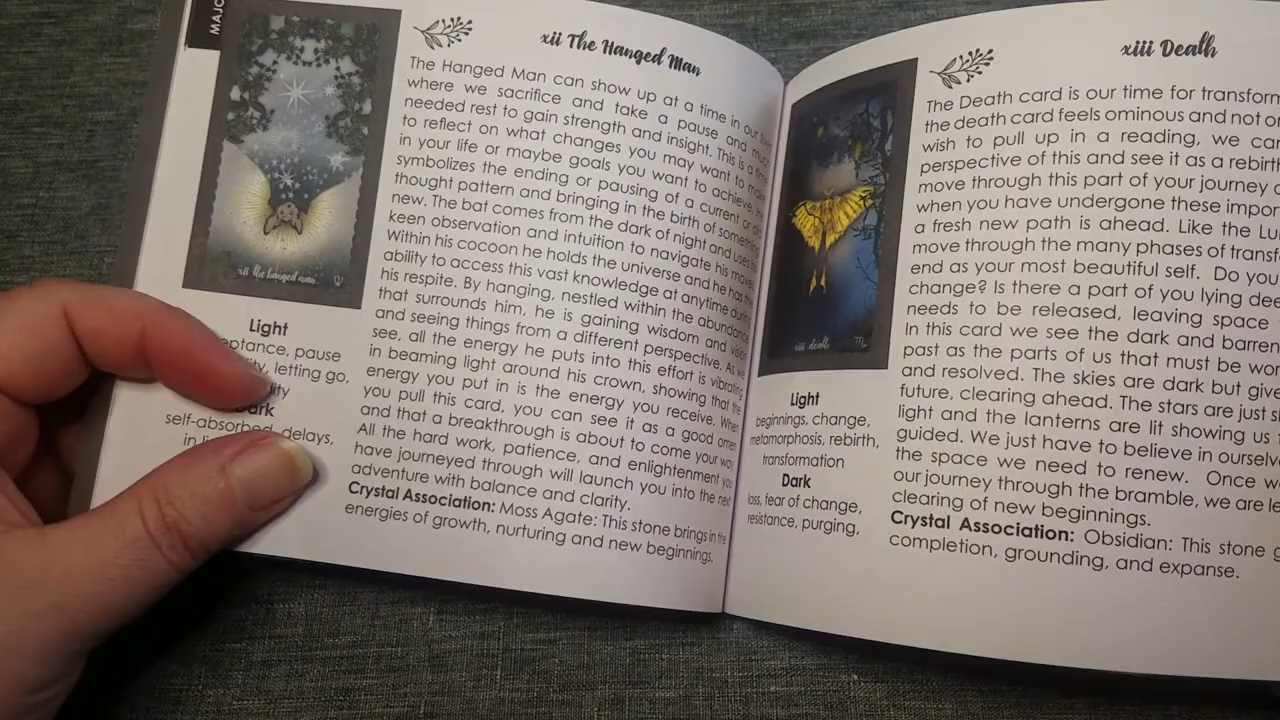 MAJO
xii the hanged man.
Light
eptance, pause
ity, letting go,
ity
Dark
self-absorbed, delays,
in
xii The Hanged Man
The Hanged Man can show up at a time in our lives
where we sacrifice and take a pause and much
needed rest to gain strength and insight. This is a time
to reflect on what changes you may want to make
in your life or maybe goals you want to achieve. He
symbolizes the ending or pausing of a current or old
thought pattern and bringing in the birth of something
new. The bat comes from the dark of night and uses
keen observation and intuition to navigate his moves.
Within his cocoon he holds the universe and he has the
ability to access this vast knowledge at anytime during
his respite. By hanging, nestled within the abundance
that surrounds him, he is gaining wisdom and vision
and seeing things from a different perspective. As we
see, all the energy he puts into this effort is vibrating
in beaming light around his crown, showing that the
energy you put in is the energy you receive. When
you pull this card, you can see it as a good omen
and that a breakthrough is about to come your way.
All the hard work, patience, and enlightenment you
have journeyed through will launch you into the next
adventure with balance and clarity.
Crystal Association: Moss Agate: This stone brings in the
energies of growth, nurturing and new beginnings.
xiii death
Light
beginnings, change,
metamorphosis, rebirth,
transformation
Dark
loss, fear of change,
resistance, purging,
xiii Death
The Death card is our time for transform
the death card feels ominous and not on
wish to pull up in a reading, we can
perspective of this and see it as a rebirth
move through this part of your journey
when you have undergone these impor
a fresh new path is ahead. Like the Lu
move through the many phases of transf
end as your most beautiful self. Do you
change? Is there a part of you lying dee
needs to be released, leaving space
In this card we see the dark and barren
past as the parts of us that must be wor
and resolved. The skies are dark but give
future, clearing ahead. The stars are just s
light and the lanterns are lit showing us
guided. We just have to believe in ourselve
the space we need to renew. Once we
our journey through the bramble, we are le
clearing of new beginnings.
Crystal Association: Obsidian: This stone g
completion, grounding, and expanse.